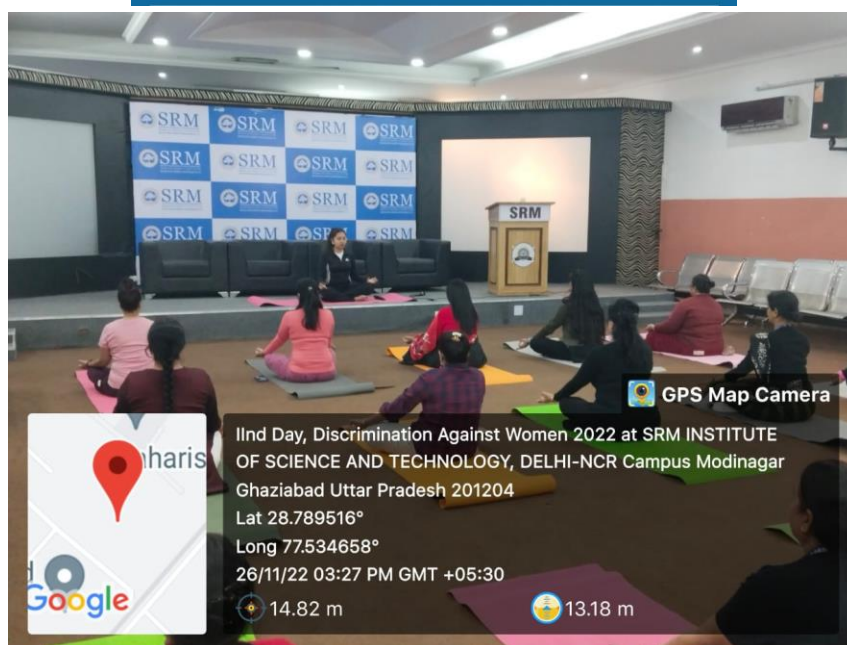 SRM SRM SRM SRM
SRM SRM SRM SRM
SRM SRM SRM SRM
SRM SRM SRM SRM
SRM
GPS Map Camera
IInd Day, Discrimination Against Women 2022 at SRM INSTITUTE
OF SCIENCE AND TECHNOLOGY, DELHI-NCR Campus Modinagar
Ghaziabad Uttar Pradesh 201204
Lat 28.789516°
Long 77.534658°
26/11/22 03:27 PM GMT +05:30
14.82 m 13.18 m
haris
Google